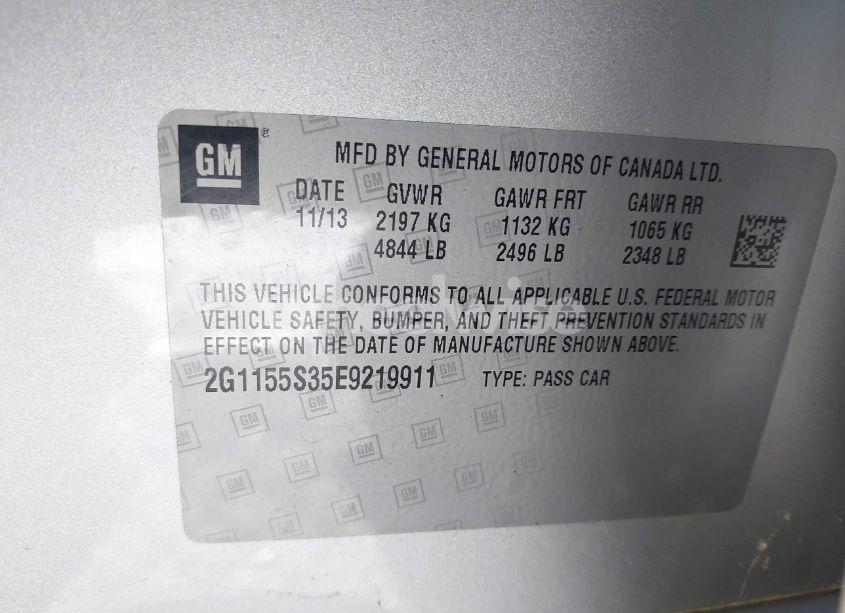 GM ®
MFD BY GENERAL MOTORS OF CANADA LTD.
DATE GVWR GAWR FRT GAWR RR
11/13 2197 KG 1132 KG 1065 KG
4844 LB 2496 LB 2348 LB
THIS VEHICLE CONFORMS TO ALL APPLICABLE U.S. FEDERAL MOTOR
VEHICLE SAFETY, BUMPER, AND THEFT PREVENTION STANDARDS IN
EFFECT ON THE DATE OF MANUFACTURE SHOWN ABOVE.
2G1155S35E9219911 TYPE: PASS CAR